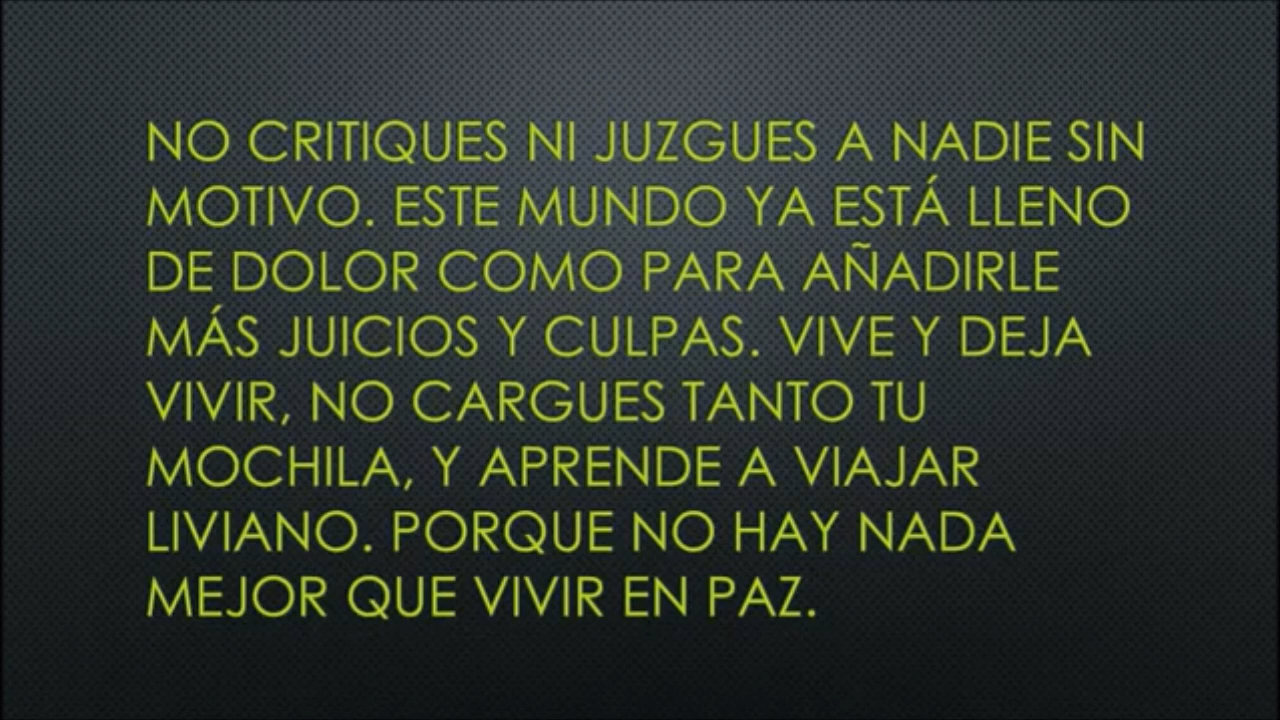 NO CRITIQUES NI JUZGUES A NADIE SIN
MOTIVO. ESTE MUNDO YA ESTÁ LLENO
DE DOLOR COMO PARA AÑADIRLE
MÁS JUICIOS Y CULPAS. VIVE Y DEJA
VIVIR, NO CARGUES TANTO TU
MOCHILA, Y APRENDE A VIAJAR
LIVIANO. PORQUE NO HAY NADA
MEJOR QUE VIVIR EN PAZ.